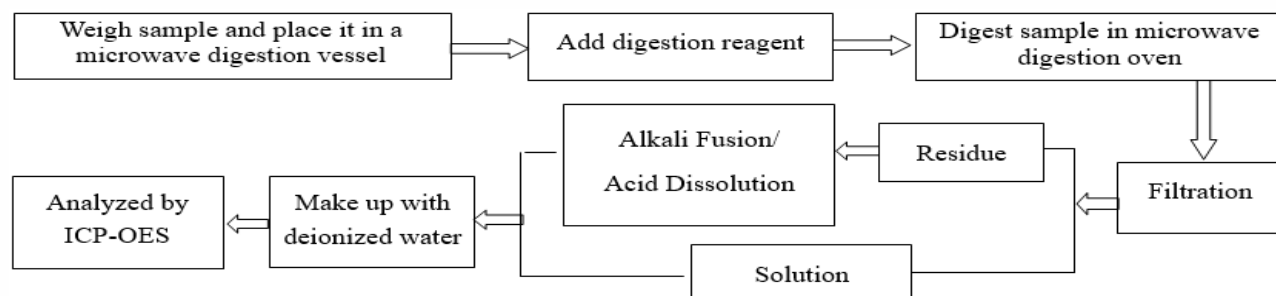 Weigh sample and place it in a
microwave digestion vessel
Add digestion reagent
Digest sample in microwave
digestion oven
Alkali Fusion/
Acid Dissolution
Residue
Filtration
Analyzed by
ICP-OES
Make up with
deionized water
Solution